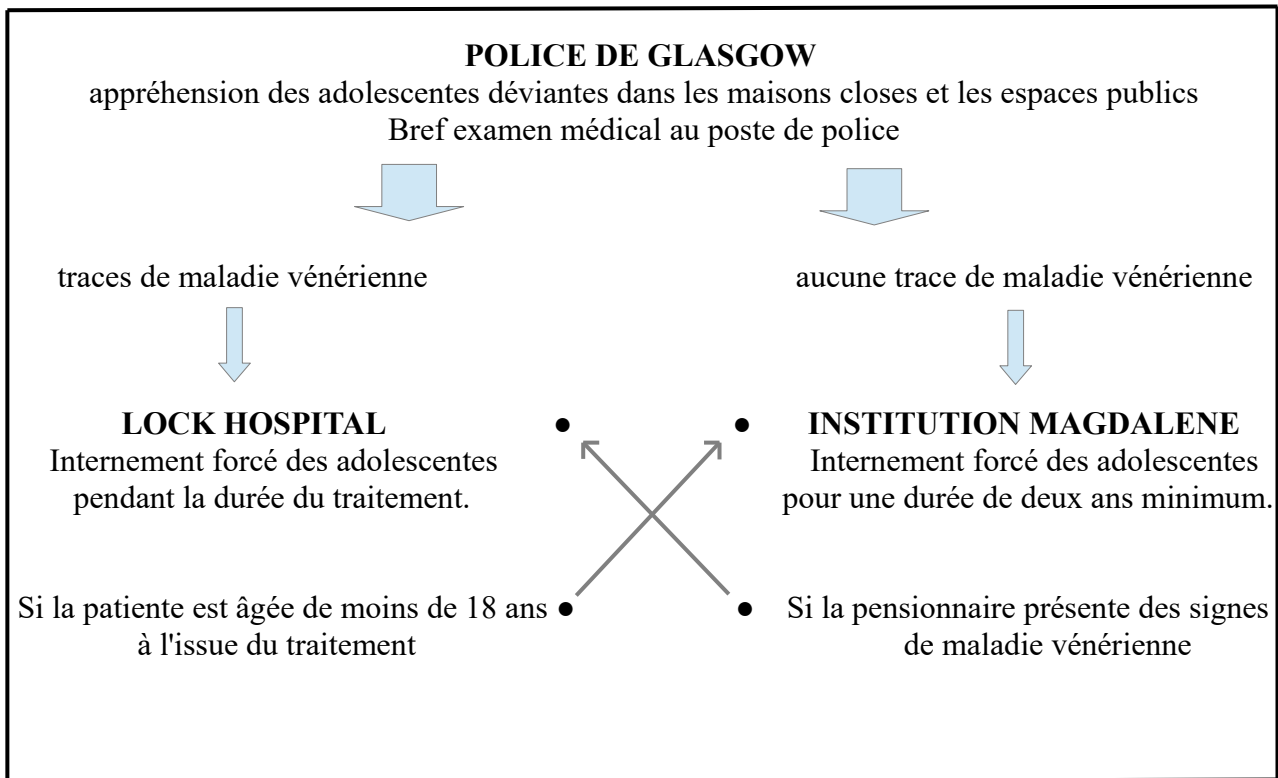 POLICE DE GLASGOW
appréhension des adolescentes déviantes dans les maisons closes et les espaces publics
Bref examen médical au poste de police
traces de maladie vénérienne
aucune trace de maladie vénérienne
LOCK HOSPITAL
Internement forcé des adolescentes
pendant la durée du traitement.
INSTITUTION MAGDALENE
Internement forcé des adolescentes
pour une durée de deux ans minimum.
Si la patiente est âgée de moins de 18 ans
à l'issue du traitement
Si la pensionnaire présente des signes
de maladie vénérienne